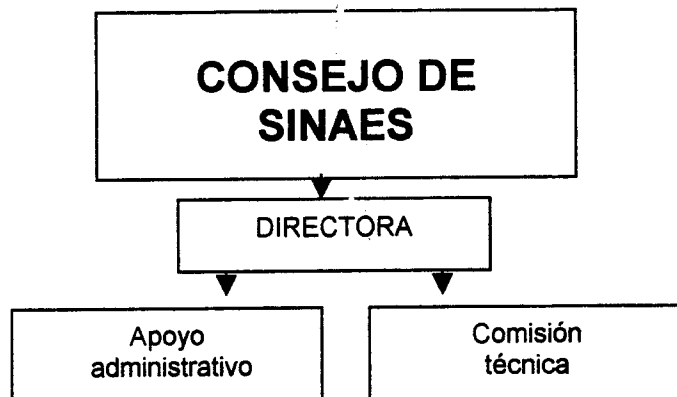 CONSEJO DE
SINAES
DIRECTORA
Apoyo
administrativo
Comisión
técnica